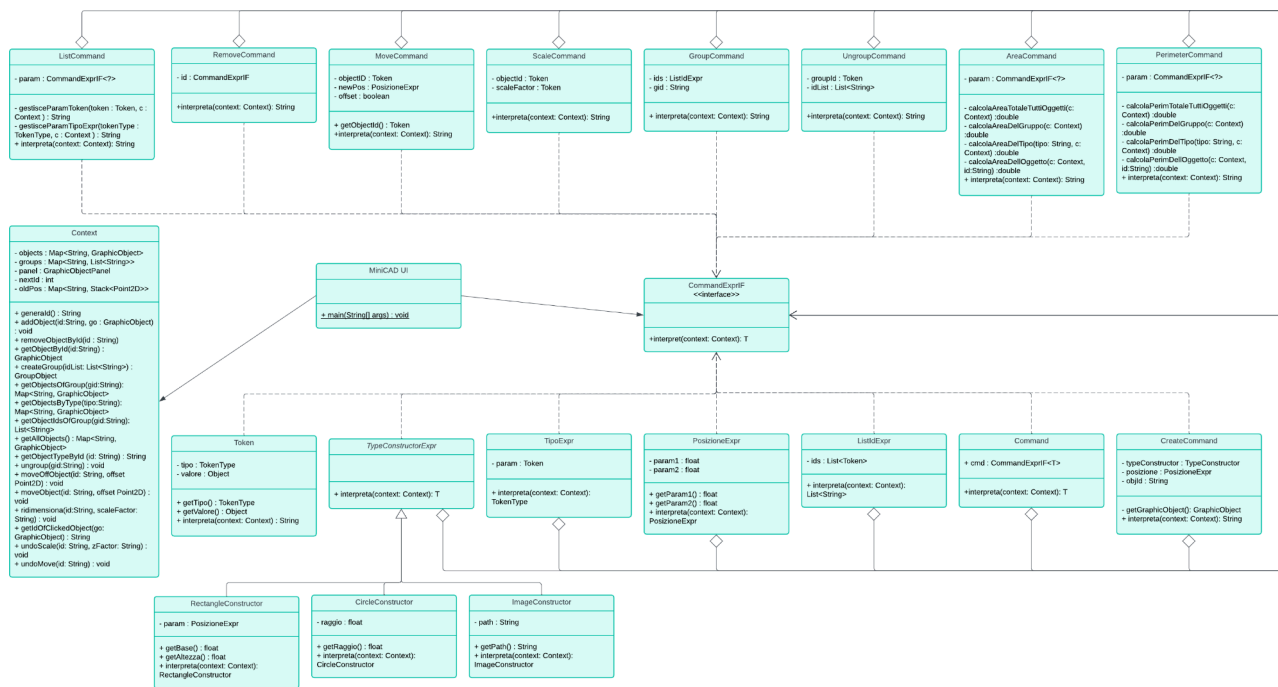 ListCommand
- param : CommandExprIF<?>
- gestisceParamToken(token : Token, c :
Context ) : String
- gestisceParamTipoExpr(tokenType :
TokenType, c : Context ) : String
+ interpreta(context: Context): String
RemoveCommand
- id : CommandExprIF
+interpreta(context: Context): String
MoveCommand
- objectID : Token
- newPos : PosizioneExpr
- offset : boolean
+ getObjectId() : Token
+interpreta(context: Context): String
ScaleCommand
- objectId : Token
- scaleFactor : Token
+interpreta(context: Context): String
GroupCommand
- ids : ListIdExpr
- gid : String
+interpreta(context: Context): String
UngroupCommand
- groupId : Token
- idList : List<String>
+interpreta(context: Context): String
AreaCommand
- param : CommandExprIF<?>
- calcolaAreaTotaleTuttiOggetti(c:
Context) :double
- calcolaAreaDelGruppo(c: Context)
:double
- calcolaAreaDelTipo(tipo: String, c:
Context) :double
- calcolaAreaDellOggetto(c: Context,
id:String) :double
+ interpreta(context: Context): String
PerimeterCommand
- param : CommandExprIF<?>
- calcolaPerimTotaleTuttiOggetti(c:
Context) :double
- calcolaPerimDelGruppo(c: Context)
:double
- calcolaPerimDelTipo(tipo: String, c:
Context) :double
- calcolaPerimDellOggetto(c: Context,
id:String) :double
+ interpreta(context: Context): String
Context
- objects : Map<String, GraphicObject>
- groups : Map<String, List<String>>
- panel : GraphicObjectPanel
- nextId : int
- oldPos : Map<String, Stack<Point2D>>
+ generaId() : String
+ addObject(id:String, go : GraphicObject)
: void
+ removeObjectById(id : String)
+ getObjectById(id:String) :
GraphicObject
+ createGroup(idList: List<String>) :
GroupObject
+ getObjectsOfGroup(gid:String):
Map<String, GraphicObject>
+ getObjectsByType(tipo:String):
Map<String, GraphicObject>
+ getObjectIdsOfGroup(gid:String):
List<String>
+ getAllObjects() : Map<String,
GraphicObject>
+ getObjectTypeById (id: String) : String
+ ungroup(gid:String) : void
+ moveOffObject(id: String, offset
Point2D) : void
+ moveObject(id: String, offset Point2D) :
void
+ ridimensiona(id:String, scaleFactor:
String) : void
+ getIdOfClickedObject(go:
GraphicObject) : String
+ undoScale(id: String, zFactor: String) :
void
+ undoMove(id: String) : void
MiniCAD UI
+ main(String[] args) : void
CommandExprIF
<<interface>>
+interpret(context: Context): T
Token
- tipo : TokenType
- valore : Object
+ getTipo() : TokenType
+ getValore() : Object
+ interpreta(context: Context) : String
TypeConstructorExpr
+ interpreta(context: Context): T
TipoExpr
- param : Token
+ interpreta(context: Context):
TokenType
PosizioneExpr
- param1 : float
- param2 : float
+ getParam1() : float
+ getParam2() : float
+ interpreta(context: Context):
PosizioneExpr
ListIdExpr
- ids : List<Token>
+ interpreta(context: Context):
List<String>
Command
+ cmd : CommandExprIF<T>
+ interpreta(context: Context): T
CreateCommand
- typeConstructor : TypeConstructor
- posizione : PosizioneExpr
- objId : String
- getGraphicObject(): GraphicObject
+ interpreta(context: Context): String
RectangleConstructor
- param : PosizioneExpr
+ getBase() : float
+ getAltezza() : float
+ interpreta(context: Context):
RectangleConstructor
CircleConstructor
- raggio : float
+ getRaggio() : float
+ interpreta(context: Context):
CircleConstructor
ImageConstructor
- path : String
+ getPath() : String
+ interpreta(context: Context):
ImageConstructor